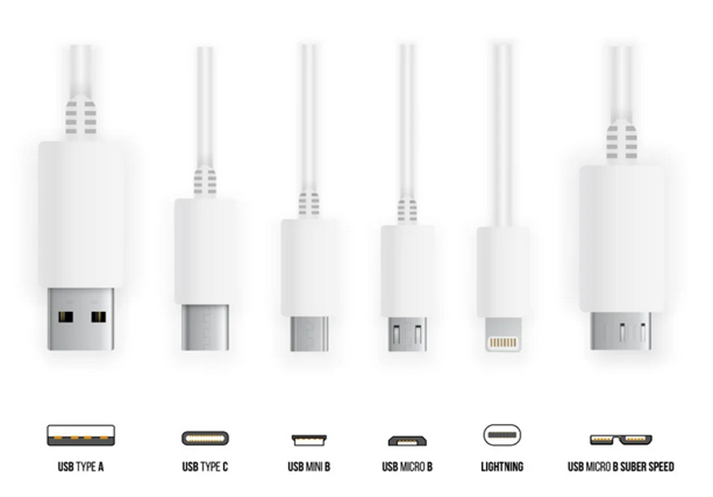 USB TYPE A
USB TYPE C
USB MINI B
USB MICRO B
LIGHTNING
USB MICRO B SUBER SPEED